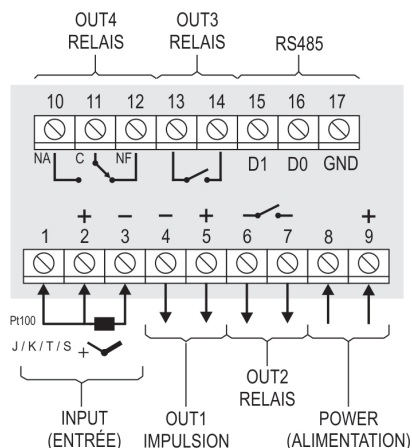 OUT4 OUT3
RELAIS RELAIS RS485
10 11 12 13 14 15 16 17
NA C NF D1 D0 GND
+ − − + +
1 2 3 4 5 6 7 8 9
Pt100
J / K / T / S +
OUT2
RELAIS
INPUT OUT1 POWER
(ENTRÉE) IMPULSION (ALIMENTATION)